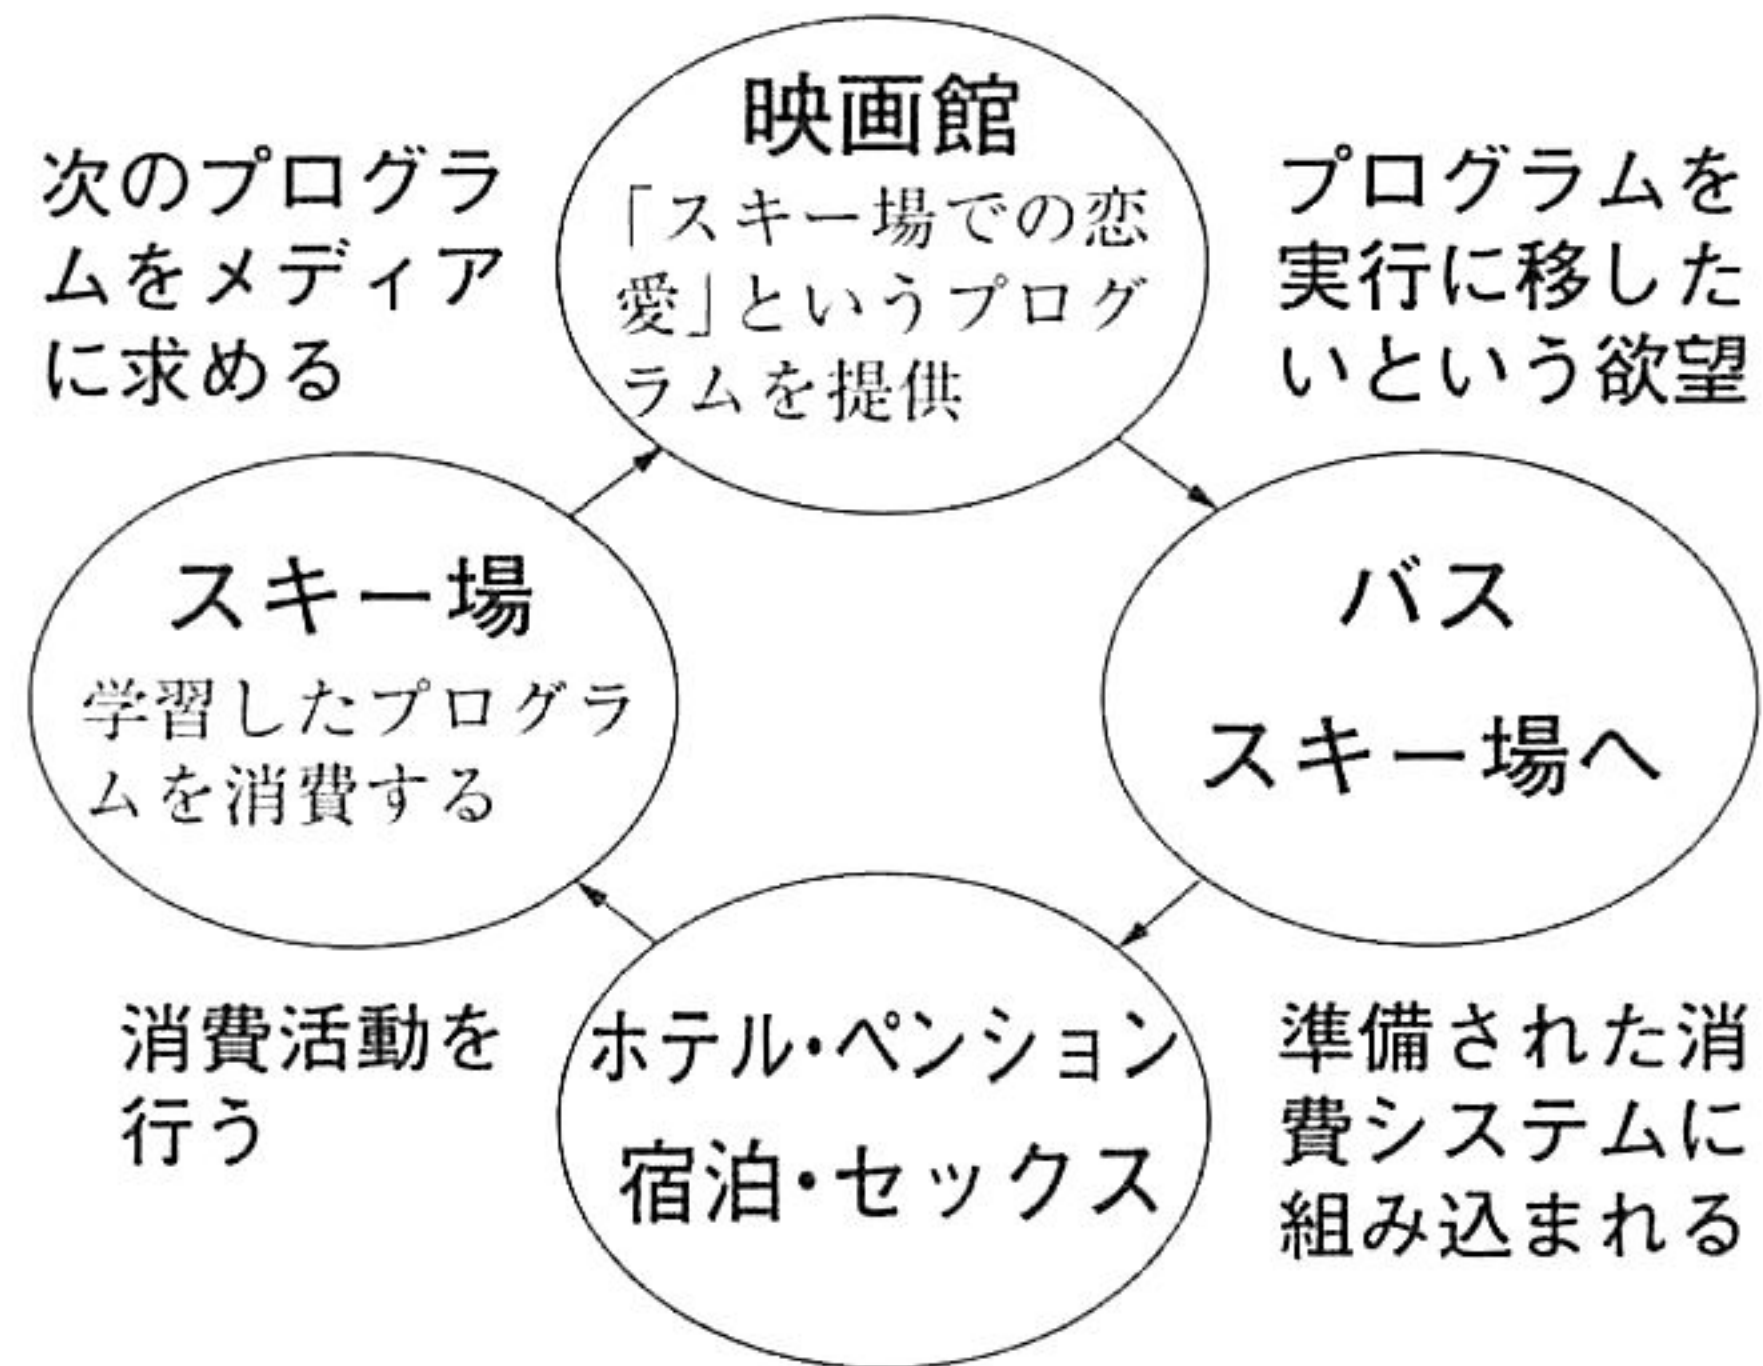 映画館
「スキー場での恋
愛」というプログ
ラムを提供
プログラムを
実行に移した
いという欲望
バス
スキー場へ
準備された消
費システムに
組み込まれる
ホテル・ペンション
宿泊・セックス
消費活動を
行う
スキー場
学習したプログラ
ムを消費する
次のプログラ
ムをメディア
に求める